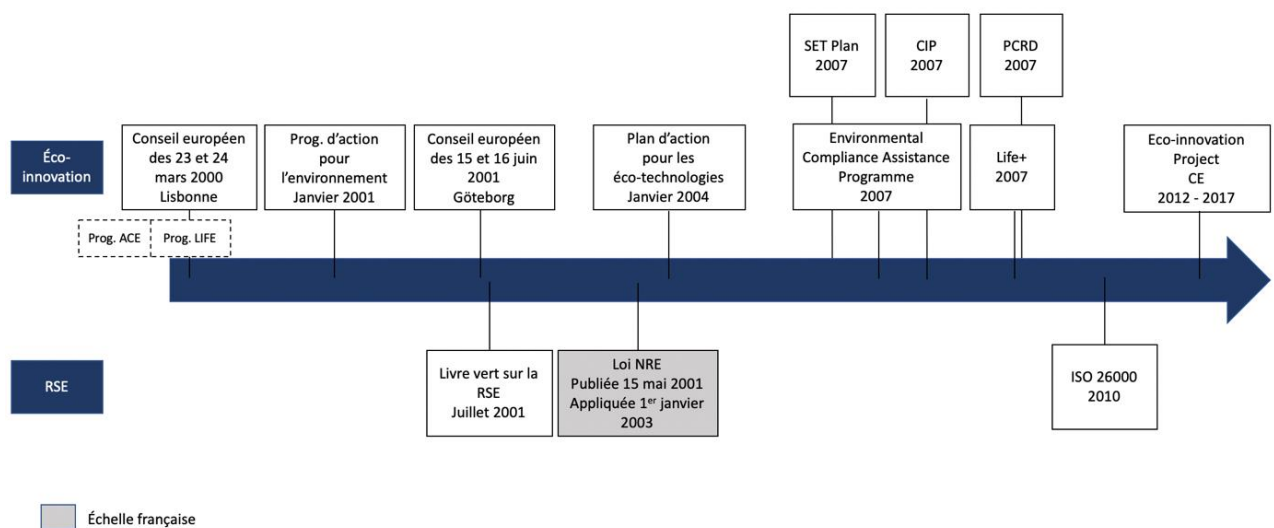 SET Plan
2007
CIP
2007
PCRD
2007
Éco-
innovation
Conseil européen
des 23 et 24
mars 2000
Lisbonne
Prog. d’action
pour
l’environnement
Janvier 2001
Conseil européen
des 15 et 16 juin
2001
Göteborg
Plan d’action
pour les
éco-technologies
Janvier 2004
Environmental
Compliance Assistance
Programme
2007
Life+
2007
Eco-innovation
Project
CE
2012 - 2017
Prog. ACE
Prog. LIFE
RSE
Livre vert sur la
RSE
Juillet 2001
Loi NRE
Publiée 15 mai 2001
Appliquée 1er janvier
2003
ISO 26000
2010
Échelle française